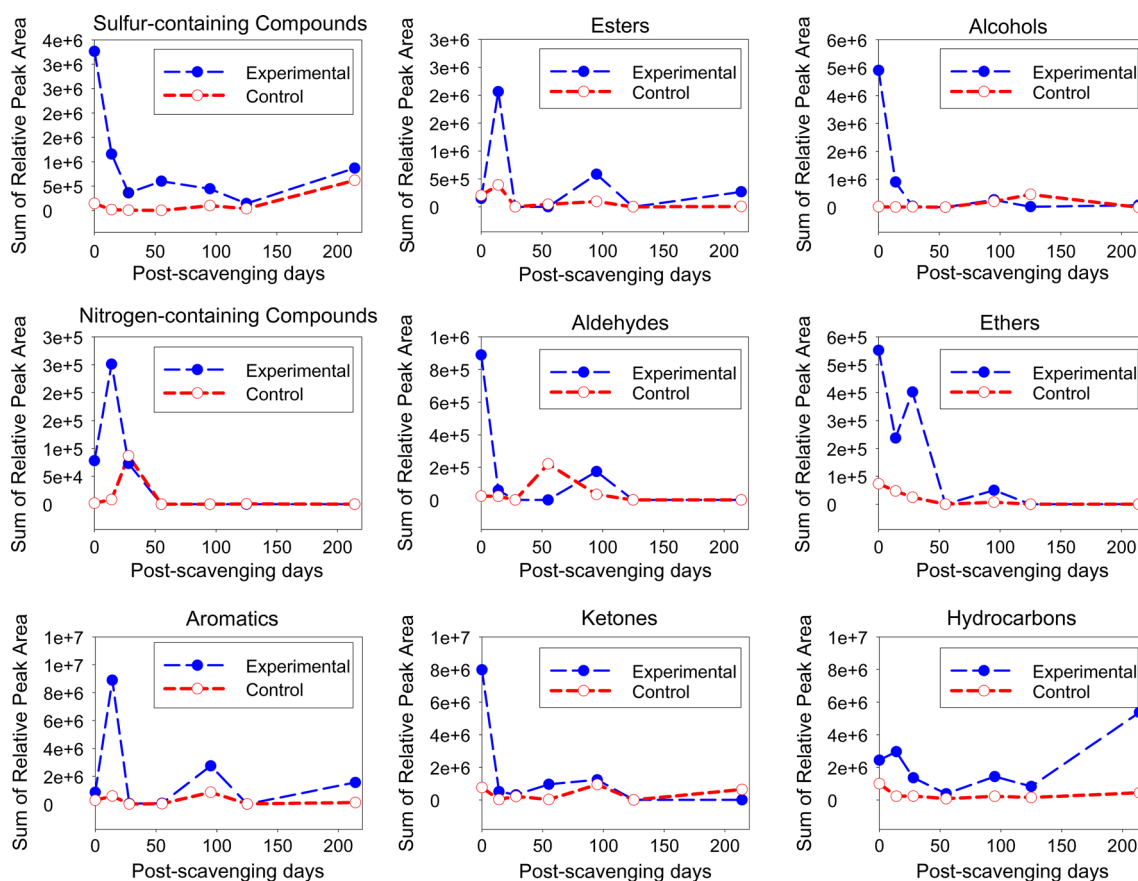 Sulfur-containing Compounds
Sum of Relative Peak Area
4e+6
4e+6
3e+6
2e+6
2e+6
1e+6
5e+5
0
Experimental
Control
0 50 100 150 200
Post-scavenging days
Esters
Sum of Relative Peak Area
3e+6
3e+6
2e+6
2e+6
1e+6
5e+5
0
Experimental
Control
0 50 100 150 200
Post-scavenging days
Alcohols
Sum of Relative Peak Area
6e+6
5e+6
4e+6
3e+6
2e+6
1e+6
0
Experimental
Control
0 50 100 150 200
Post-scavenging days
Nitrogen-containing Compounds
Sum of Relative Peak Area
3e+5
3e+5
2e+5
2e+5
1e+5
5e+4
0
Experimental
Control
0 50 100 150 200
Post-scavenging days
Aldehydes
Sum of Relative Peak Area
1e+6
8e+5
6e+5
4e+5
2e+5
0
Experimental
Control
0 50 100 150 200
Post-scavenging days
Ethers
Sum of Relative Peak Area
6e+5
5e+5
4e+5
3e+5
2e+5
1e+5
0
Experimental
Control
0 50 100 150 200
Post-scavenging days
Aromatics
Sum of Relative Peak Area
1e+7
1e+7
8e+6
6e+6
4e+6
2e+6
0
Experimental
Control
0 50 100 150 200
Post-scavenging days
Ketones
Sum of Relative Peak Area
1e+7
8e+6
6e+6
4e+6
2e+6
0
Experimental
Control
0 50 100 150 200
Post-scavenging days
Hydrocarbons
Sum of Relative Peak Area
1e+7
8e+6
6e+6
4e+6
2e+6
0
Experimental
Control
0 50 100 150 200
Post-scavenging days